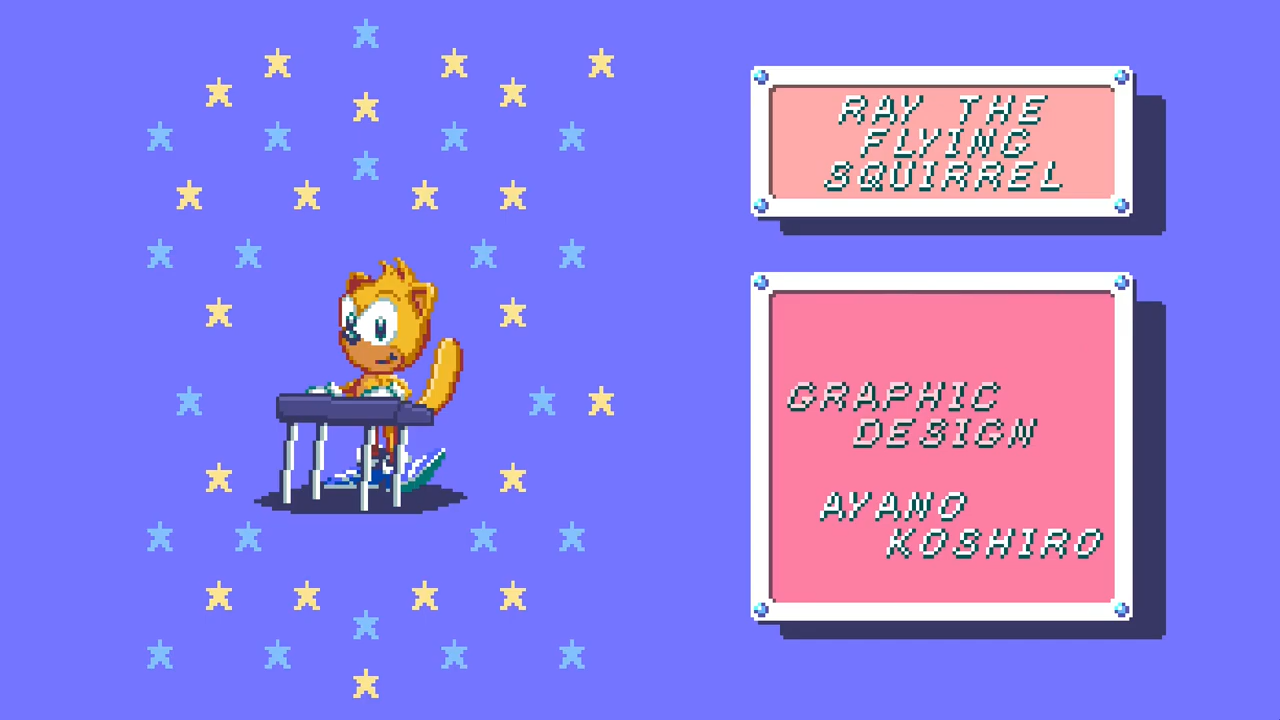 RAY THE
FLYING
SQUIRREL
GRAPHIC
DESIGN
AYANO
KOSHIRO